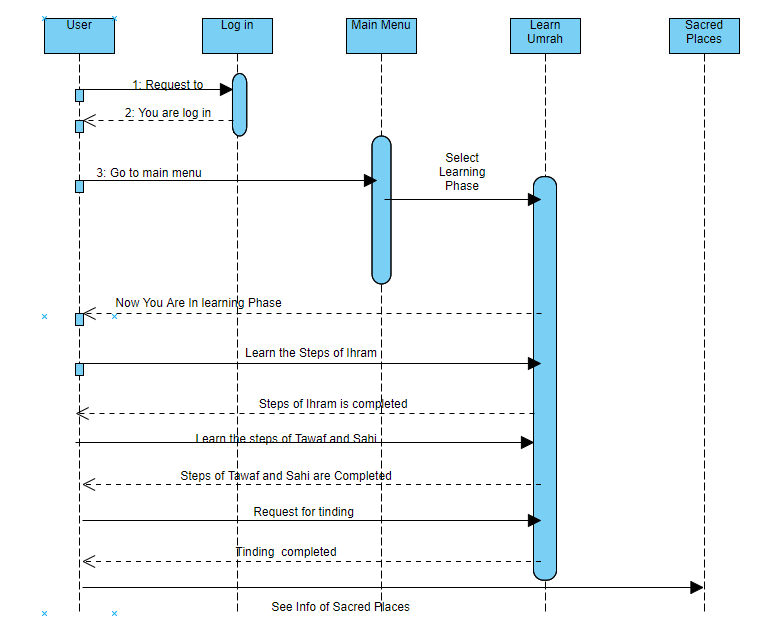 User
Log in
Main Menu
Learn
Umrah
Sacred
Places
1: Request to
2: You are log in
3: Go to main menu
Select
Learning
Phase
Now You Are In learning Phase
Learn the Steps of Ihram
Steps of Ihram is completed
Learn the steps of Tawaf and Sahi
Steps of Tawaf and Sahi are Completed
Request for tinding
Tinding completed
See Info of Sacred Places